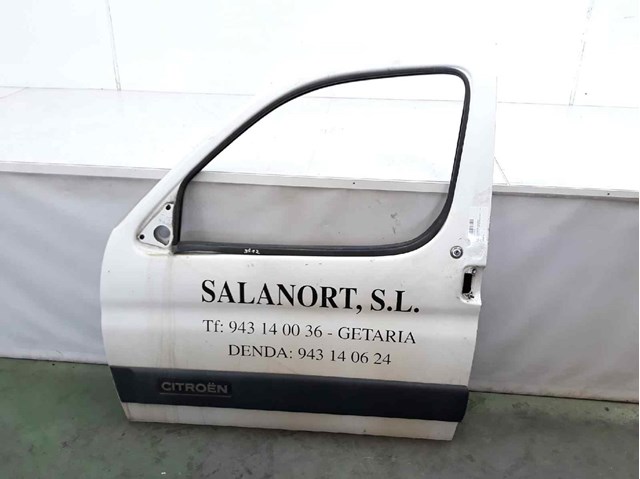 SALANORT, S.L.
Tf: 943 14 00 36 - GETARIA
DENDA: 943 14 06 24
CITROËN